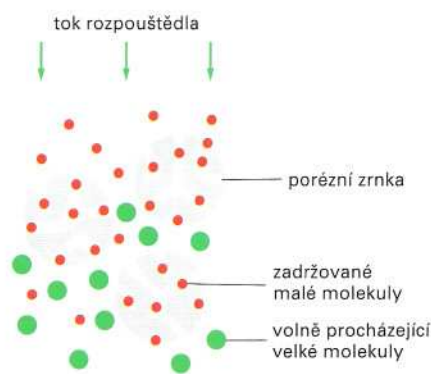 tok rozpouštědla
porézní zrnka
zadržované
malé molekuly
volně procházející
velké molekuly